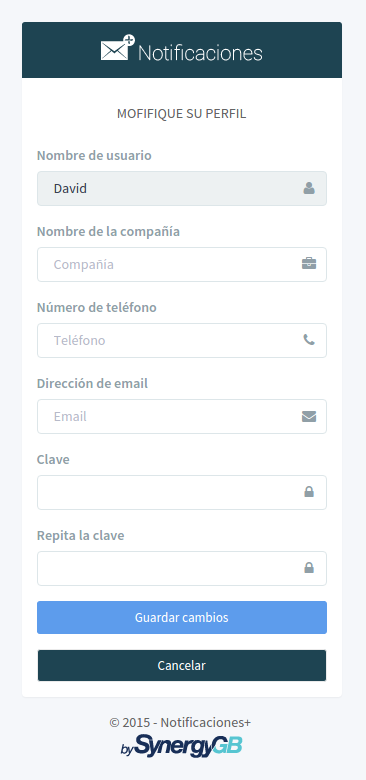 Notificaciones
MOFIFIQUE SU PERFIL
Nombre de usuario
David
Nombre de la compañía
Compañía
Número de teléfono
Teléfono
Dirección de email
Email
Clave
Repita la clave
Guardar cambios
Cancelar
© 2015 - Notificaciones+
by SynergyGB